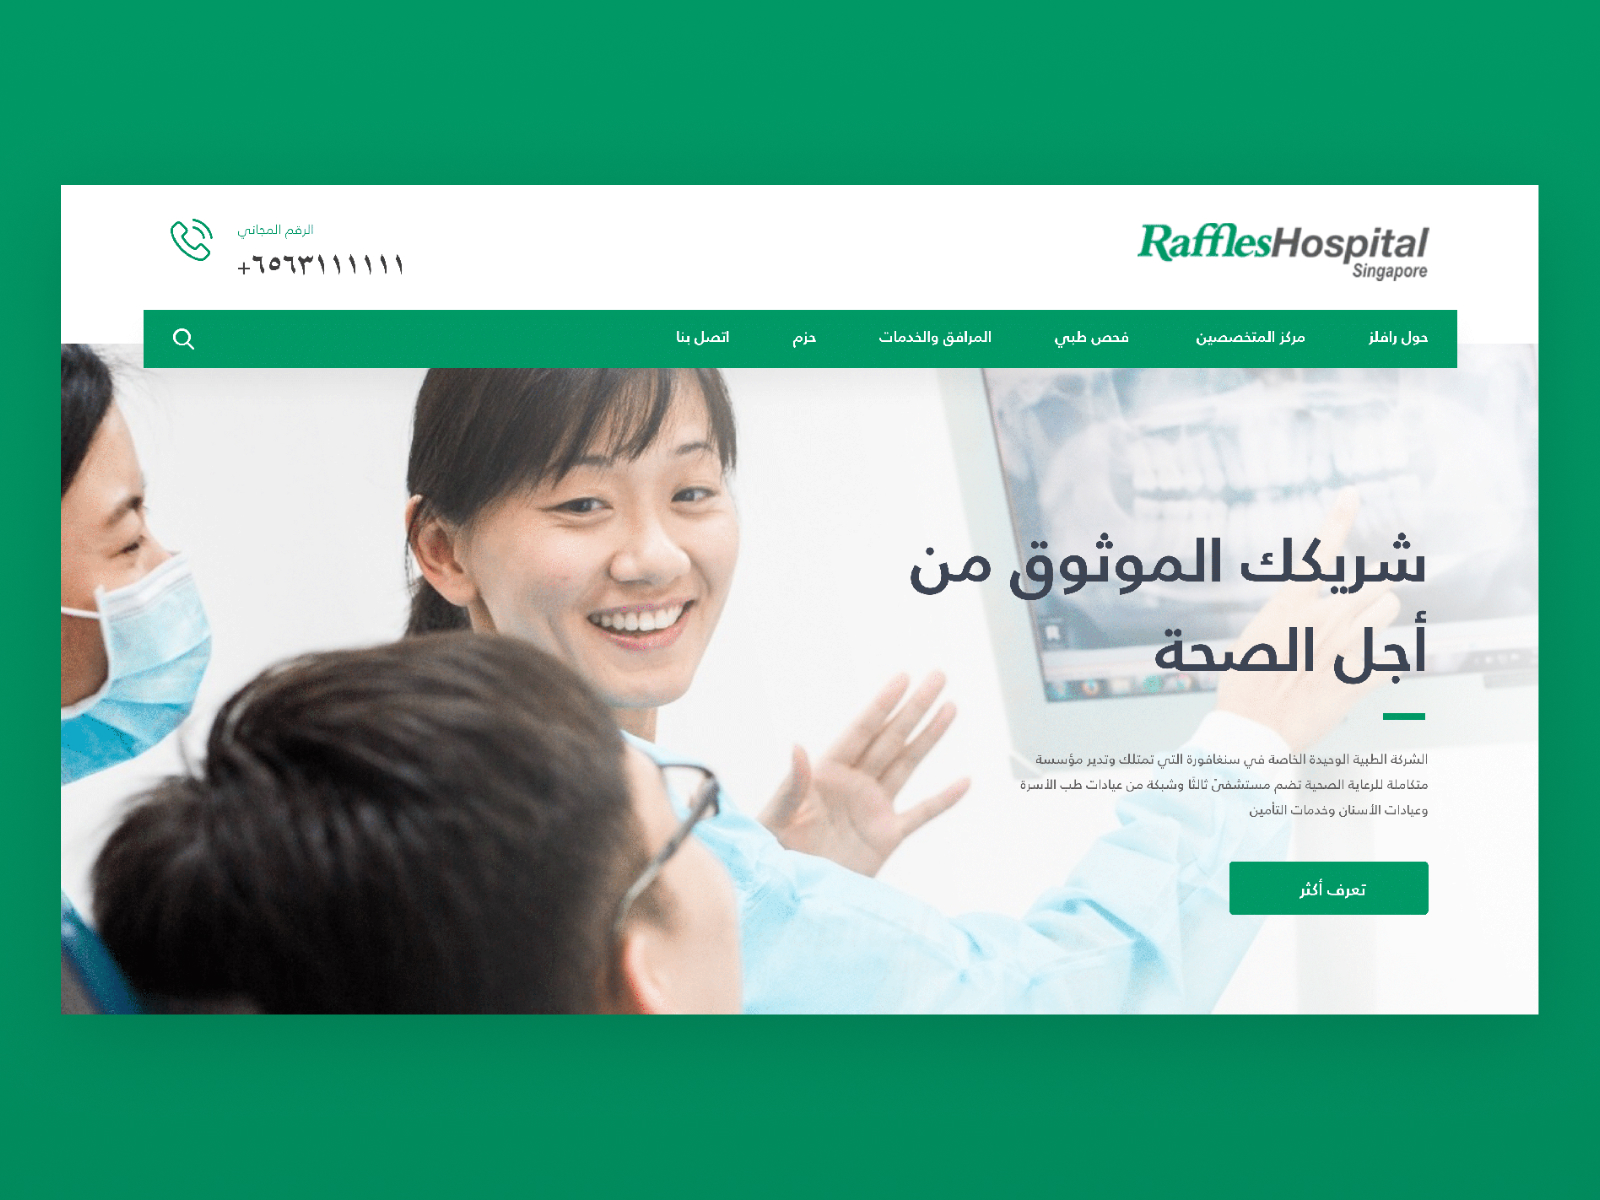 RafflesHospital
Singapore
الرقم المجاني
+٦٥٦٣١١١١١١
حول رافلز
مركز المتخصصين
فحص طبي
المرافق والخدمات
حزم
اتصل بنا
شريكك الموثوق من
أجل الصحة
الشركة الطبية الوحيدة الخاصة في سنغافورة التي تمتلك وتدير مؤسسة
متكاملة للرعاية الصحية تضم مستشفىً ثالثًا وشبكة من عيادات طب الأسرة
وعيادات الأسنان وخدمات التأمين
تعرف أكثر